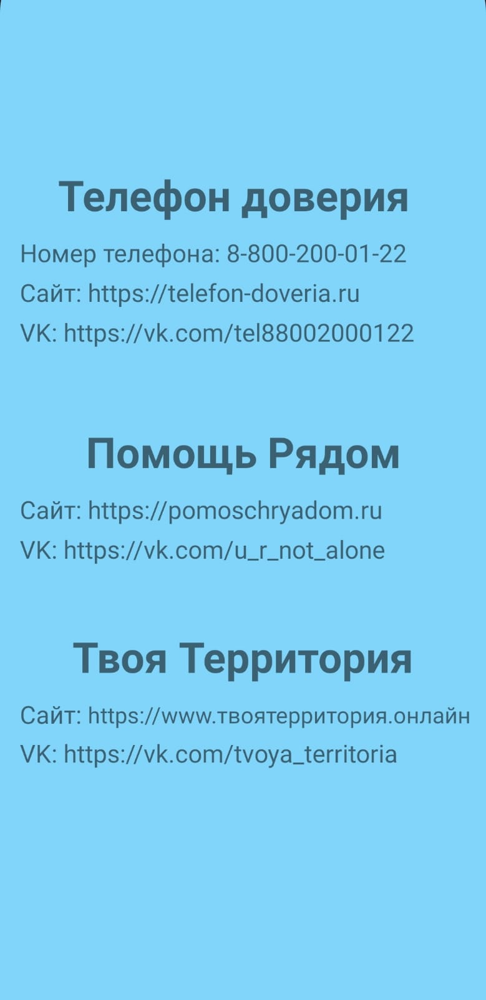 Телефон доверия
Номер телефона: 8-800-200-01-22
Сайт: https://telefon-doveria.ru
VK: https://vk.com/tel88002000122
Помощь Рядом
Сайт: https://pomoschryadom.ru
VK: https://vk.com/u_r_not_alone
Твоя Территория
Сайт: https://www.твоятерритория.онлайн
VK: https://vk.com/tvoya_territoria